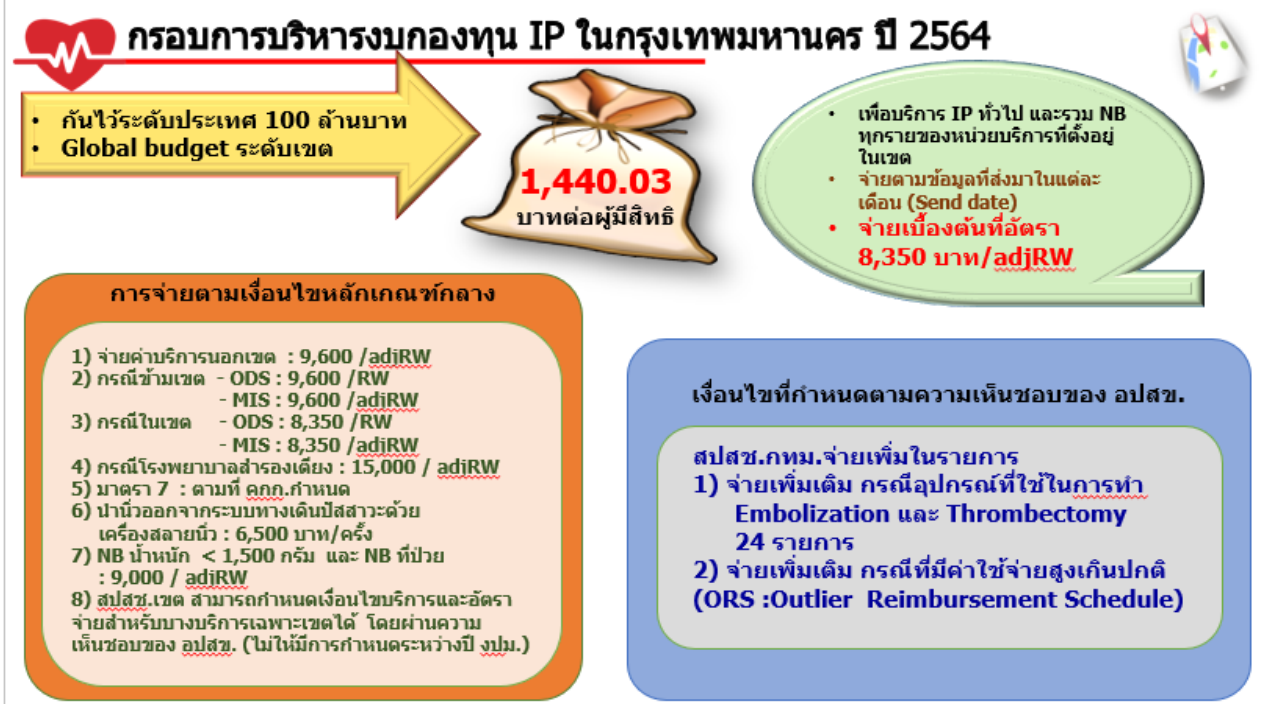 กรอบการบริหารงบกองทุน IP ในกรุงเทพมหานคร ปี 2564
• กันไว้ระดับประเทศ 100 ล้านบาท
• Global budget ระดับเขต
1,440.03
บาทต่อผู้มีสิทธิ
• เพื่อบริการ IP ทั่วไป และรวม NB
ทุกรายของหน่วยบริการที่ตั้งอยู่
ในเขต
• จ่ายตามข้อมูลที่ส่งมาในแต่ละ
เดือน (Send date)
• จ่ายเบื้องต้นที่อัตรา
8,350 บาท/adjRW
การจ่ายตามเงื่อนไขหลักเกณฑ์กลาง
1) จ่ายค่าบริการนอกเขต : 9,600 /adjRW
2) กรณีข้ามเขต - ODS : 9,600 /RW
- MIS : 9,600 /adjRW
3) กรณีในเขต - ODS : 8,350 /RW
- MIS : 8,350 /adjRW
4) กรณีโรงพยาบาลสำรองเตียง : 15,000 / adjRW
5) มาตรา 7 : ตามที่ คกก.กำหนด
6) นำนิ่วออกจากระบบทางเดินปัสสาวะด้วย
เครื่องสลายนิ่ว : 6,500 บาท/ครั้ง
7) NB น้ำหนัก < 1,500 กรัม และ NB ที่ป่วย
: 9,000 / adjRW
8) สปสช.เขต สามารถกำหนดเงื่อนไขบริการและอัตรา
จ่ายสำหรับบางบริการเฉพาะเขตได้ โดยผ่านความ
เห็นชอบของ อปสข. (ไม่ให้มีการกำหนดระหว่างปี งปม.)
เงื่อนไขที่กำหนดตามความเห็นชอบของ อปสข.
สปสช.กทม.จ่ายเพิ่มในรายการ
1) จ่ายเพิ่มเติม กรณีอุปกรณ์ที่ใช้ในการทำ
Embolization และ Thrombectomy
24 รายการ
2) จ่ายเพิ่มเติม กรณีที่มีค่าใช้จ่ายสูงเกินปกติ
(ORS :Outlier Reimbursement Schedule)